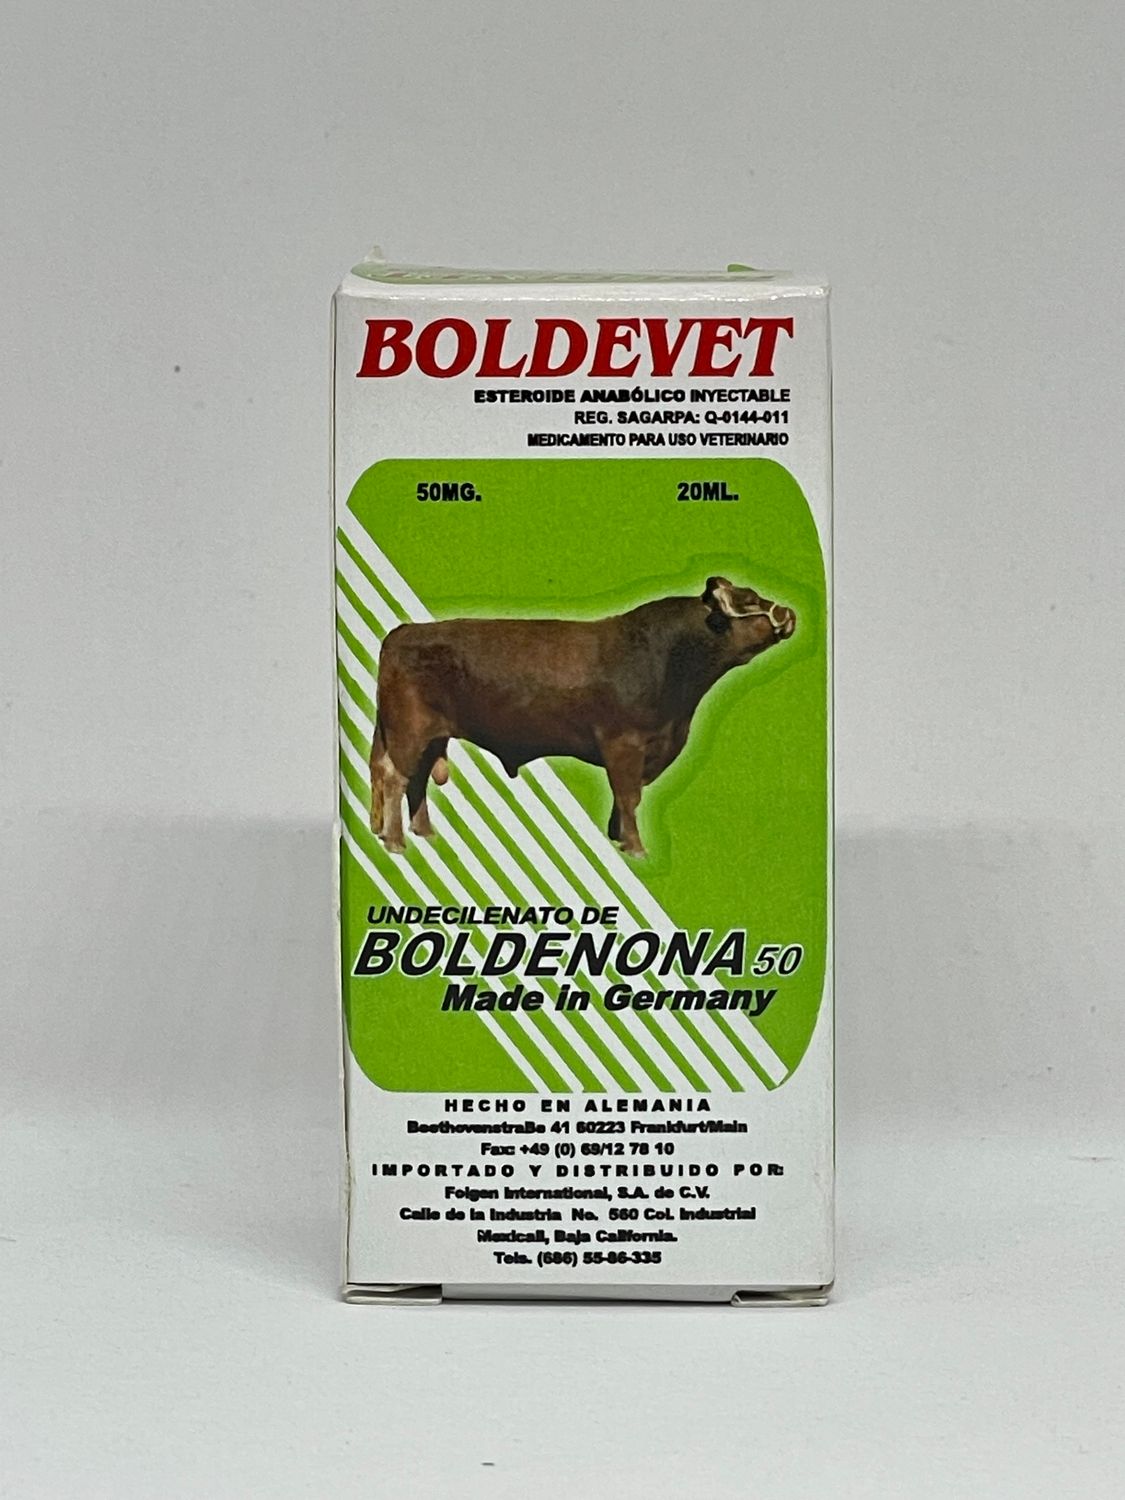 BOLDEVET
ESTEROIDE ANABÓLICO INYECTABLE
REG. SAGARPA: Q-0144-011
MEDICAMENTO PARA USO VETERINARIO
50MG. 20ML.
UNDECILENATO DE
BOLDENONA 50
Made in Germany
HECHO EN ALEMANIA
Beethovenstraße 41 60223 Frankfurt/Main
Fax: +49 (0) 69/12 78 10
IMPORTADO Y DISTRIBUIDO POR:
Folgen International, S.A. de C.V.
Calle de la Industria No. 560 Col. Industrial
Mexicali, Baja California.
Tels. (686) 55-86-335